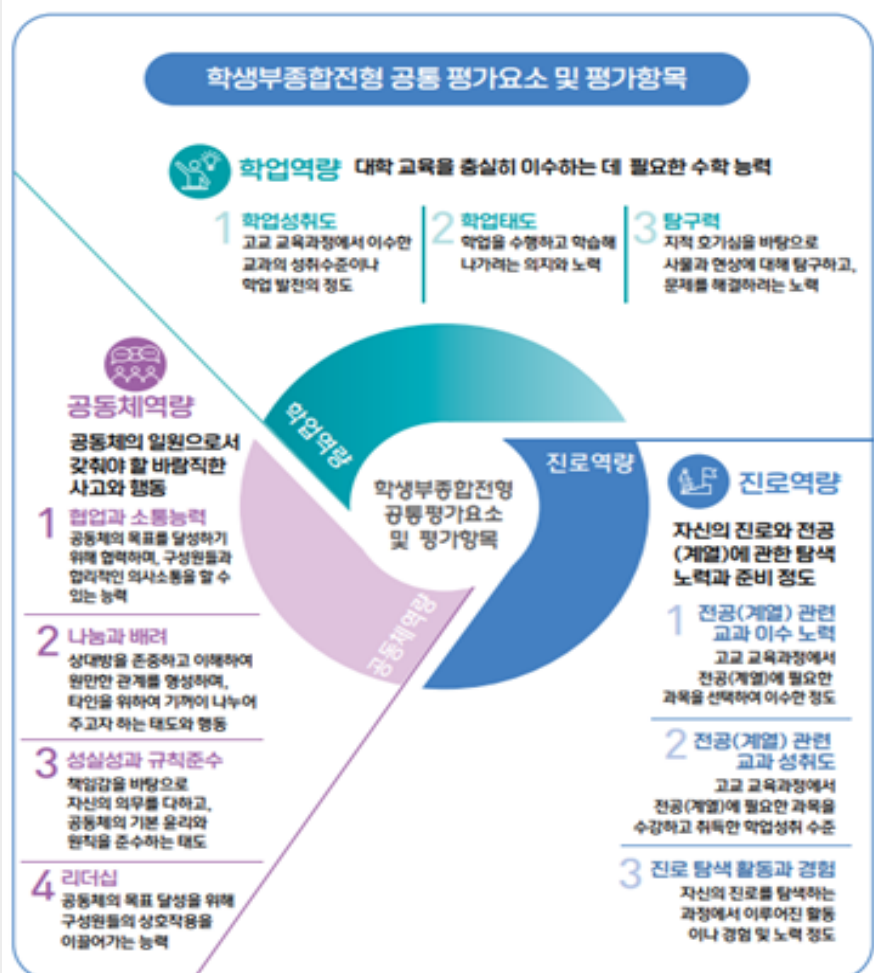 학생부종합전형 공통 평가요소 및 평가항목
학업역량 대학 교육을 충실히 이수하는 데 필요한 수학 능력
1 학업성취도
고교 교육과정에서 이수한
교과의 성취수준이나
학업 발전의 정도
2 학업태도
학업을 수행하고 학습해
나가려는 의지와 노력
3 탐구력
지적 호기심을 바탕으로
사물과 현상에 대해 탐구하고,
문제를 해결하려는 노력
학업역량
진로역량
공동체역량
학생부종합전형
공통평가요소
및 평가항목
공동체역량
공동체의 일원으로서
갖춰야 할 바람직한
사고와 행동
1 협업과 소통능력
공동체의 목표를 달성하기
위해 협력하며, 구성원들과
합리적인 의사소통을 할 수
있는 능력
2 나눔과 배려
상대방을 존중하고 이해하여
원만한 관계를 형성하며,
타인을 위하여 기꺼이 나누어
주고자 하는 태도와 행동
3 성실성과 규칙준수
책임감을 바탕으로
자신의 의무를 다하고,
공동체의 기본 윤리와
원칙을 준수하는 태도
4 리더십
공동체의 목표 달성을 위해
구성원들의 상호작용을
이끌어가는 능력
진로역량
자신의 진로와 전공
(계열)에 관한 탐색
노력과 준비 정도
1 전공(계열) 관련
교과 이수 노력
고교 교육과정에서
전공(계열)에 필요한
과목을 선택하여 이수한 정도
2 전공(계열) 관련
교과 성취도
고교 교육과정에서
전공(계열)에 필요한 과목을
수강하고 취득한 학업성취 수준
3 진로 탐색 활동과 경험
자신의 진로를 탐색하는
과정에서 이루어진 활동
이나 경험 및 노력 정도